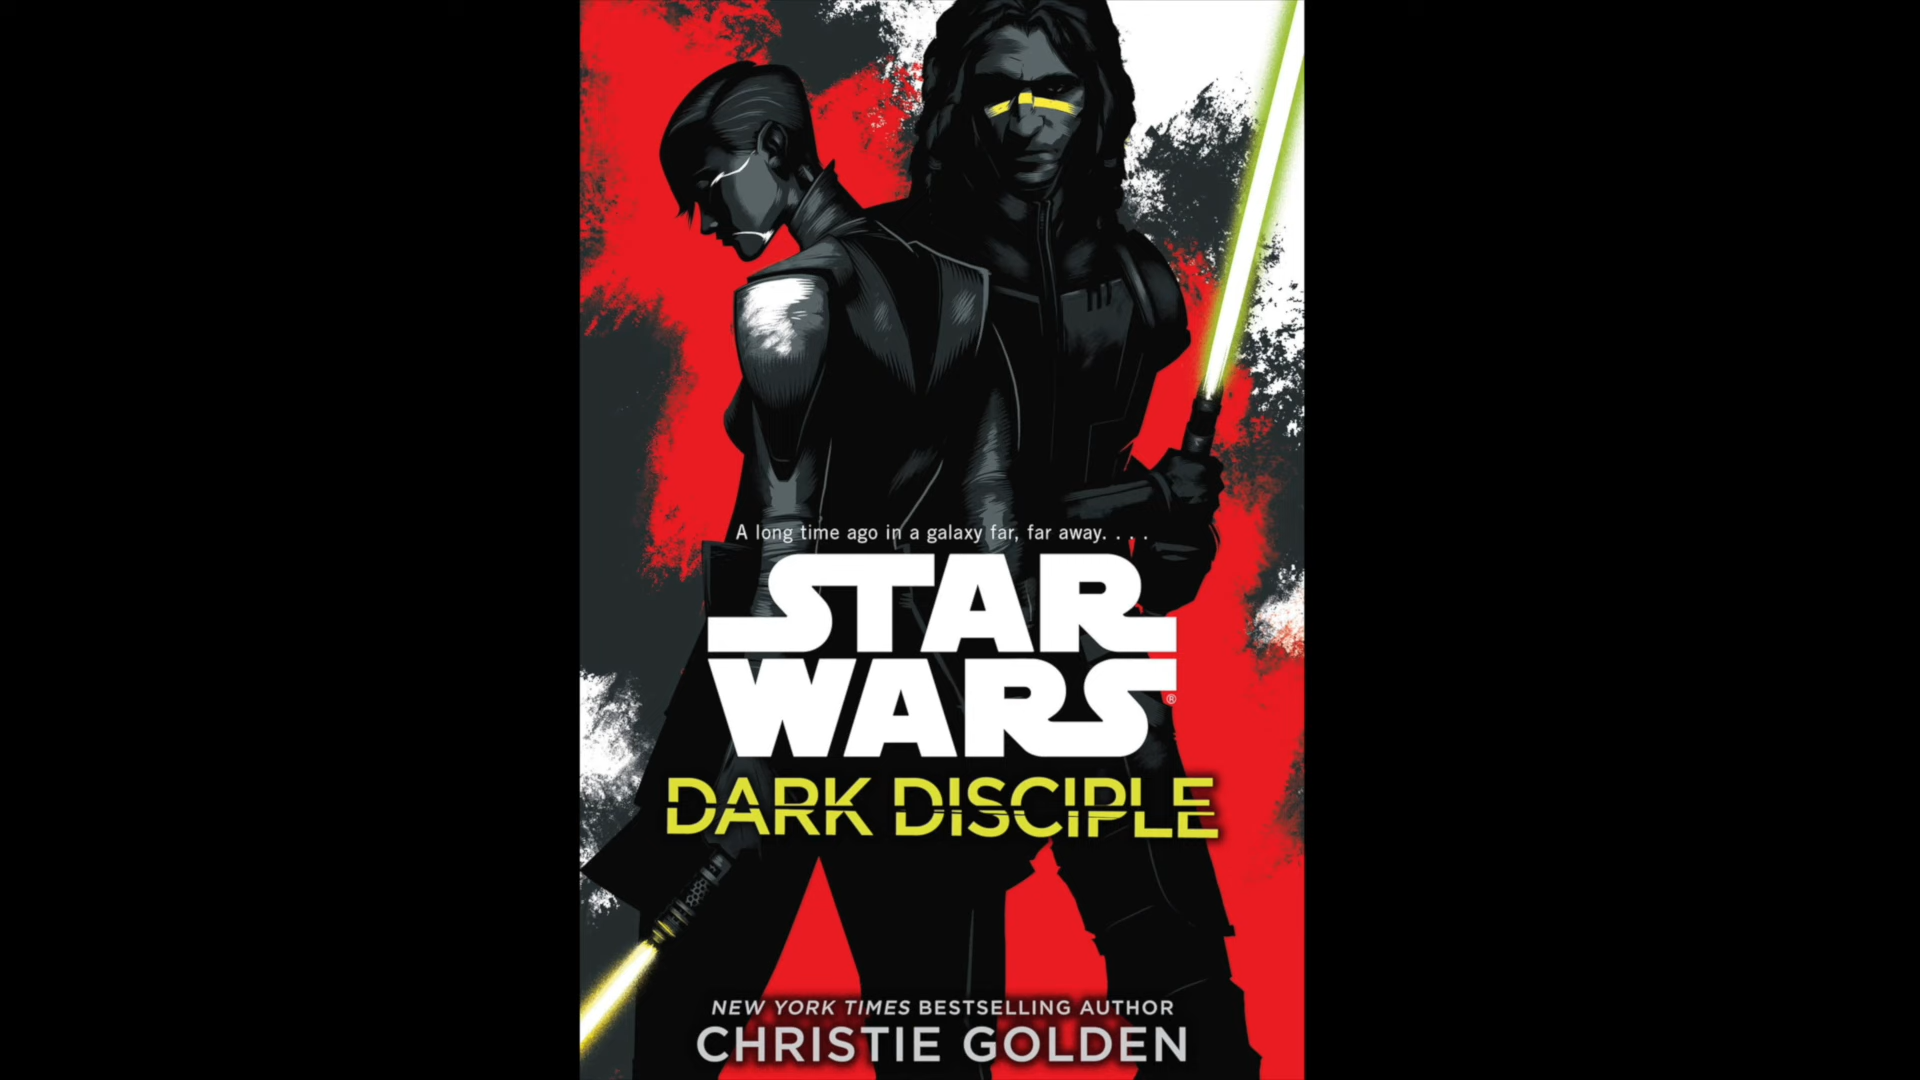 A long time ago in a galaxy far, far away. . . .
STAR
WARS®
DARK DISCIPLE
NEW YORK TIMES BESTSELLING AUTHOR
CHRISTIE GOLDEN